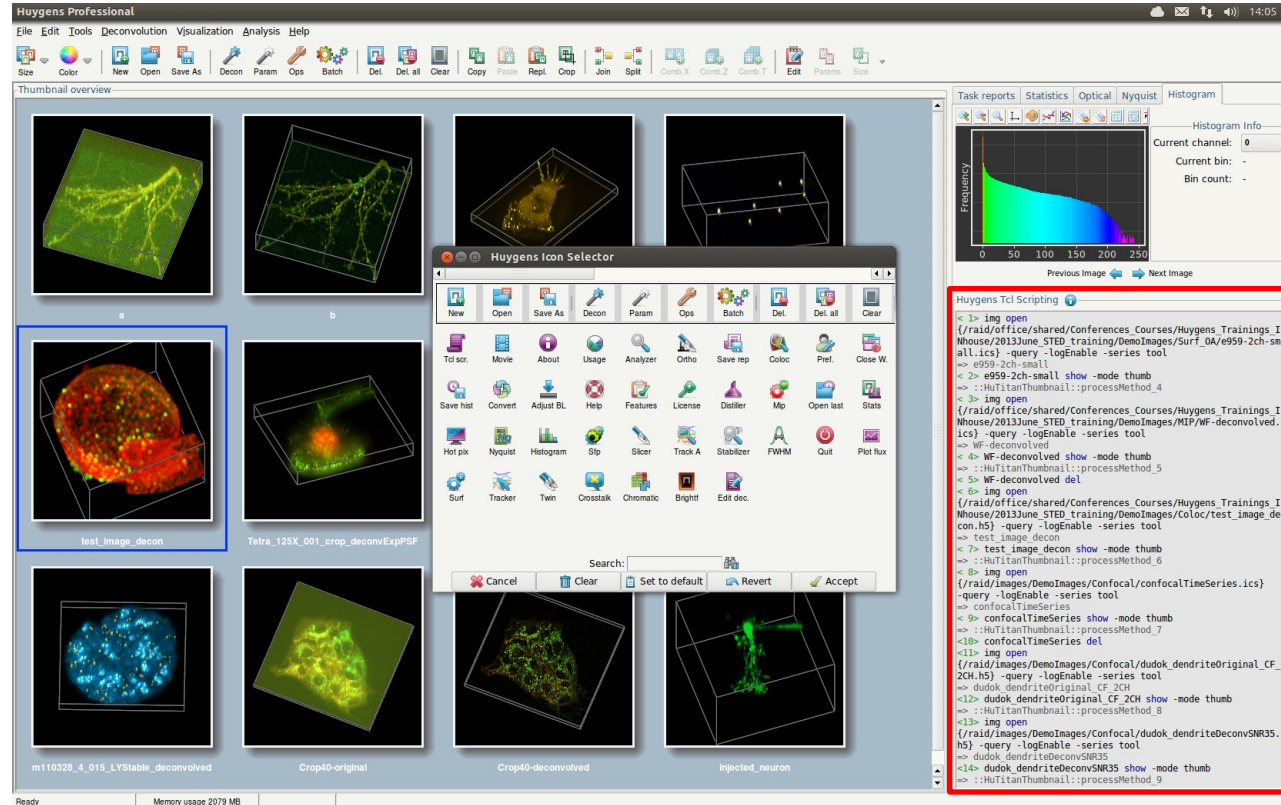 Huygens Professional
14:05
File Edit Tools Deconvolution Visualization Analysis Help
Size Color New Open Save As Decon Param Ops Batch Del. Del. all Clear Copy Paste Repl. Crop Join Split Comb.X Comb.Z Comb.T Edit Params Size
Thumbnail overview
a
b
test_image_decon
Tetra_125X_001_crop_deconvExpPSF
m110328_4_015_LYStable_deconvolved
Crop40-original
Crop40-deconvolved
injected_neuron
Huygens Icon Selector
New Open Save As Decon Param Ops Batch Del. Del. all Clear
Tcl scr. Movie About Usage Analyzer Ortho Save rep Coloc Pref. Close W.
Save hist Convert Adjust BL Help Features License Distiller Mip Open last Stats
Hot pix Nyquist Histogram Sfp Slicer Track A Stabilizer FWHM Quit Plot flux
Surf Tracker Twin Crosstalk Chromatic Brightf Edit dec.
Search:
Cancel Clear Set to default Revert Accept
Task reports Statistics Optical Nyquist Histogram
Histogram Info
Current channel: 0
Current bin: -
Bin count: -
Frequency
0 50 100 150 200 250
Previous Image Next Image
Huygens Tcl Scripting
< 1> img open
{/raid/office/shared/Conferences_Courses/Huygens_Trainings_I
Nhouse/2013June_STED_training/DemoImages/Surf_OA/e959-2ch-sm
all.ics} -query -logEnable -series tool
=> e959-2ch-small
< 2> e959-2ch-small show -mode thumb
=> ::HuTitanThumbnail::processMethod_4
< 3> img open
{/raid/office/shared/Conferences_Courses/Huygens_Trainings_I
Nhouse/2013June_STED_training/DemoImages/MIP/WF-deconvolved.
ics} -query -logEnable -series tool
=> WF-deconvolved
< 4> WF-deconvolved show -mode thumb
=> ::HuTitanThumbnail::processMethod_5
< 5> WF-deconvolved del
< 6> img open
{/raid/office/shared/Conferences_Courses/Huygens_Trainings_I
Nhouse/2013June_STED_training/DemoImages/Coloc/test_image_de
con.h5} -query -logEnable -series tool
=> test_image_decon
< 7> test_image_decon show -mode thumb
=> ::HuTitanThumbnail::processMethod_6
< 8> img open
{/raid/images/DemoImages/Confocal/confocalTimeSeries.ics}
-query -logEnable -series tool
=> confocalTimeSeries
< 9> confocalTimeSeries show -mode thumb
=> ::HuTitanThumbnail::processMethod_7
<10> confocalTimeSeries del
<11> img open
{/raid/images/DemoImages/Confocal/dudok_dendriteOriginal_CF_
2CH.h5} -query -logEnable -series tool
=> dudok_dendriteOriginal_CF_2CH
<12> dudok_dendriteOriginal_CF_2CH show -mode thumb
=> ::HuTitanThumbnail::processMethod_8
<13> img open
{/raid/images/DemoImages/Confocal/dudok_dendriteDeconvSNR35.
h5} -query -logEnable -series tool
=> dudok_dendriteDeconvSNR35
<14> dudok_dendriteDeconvSNR35 show -mode thumb
=> ::HuTitanThumbnail::processMethod_9
Ready
Memory usage 2079 MB